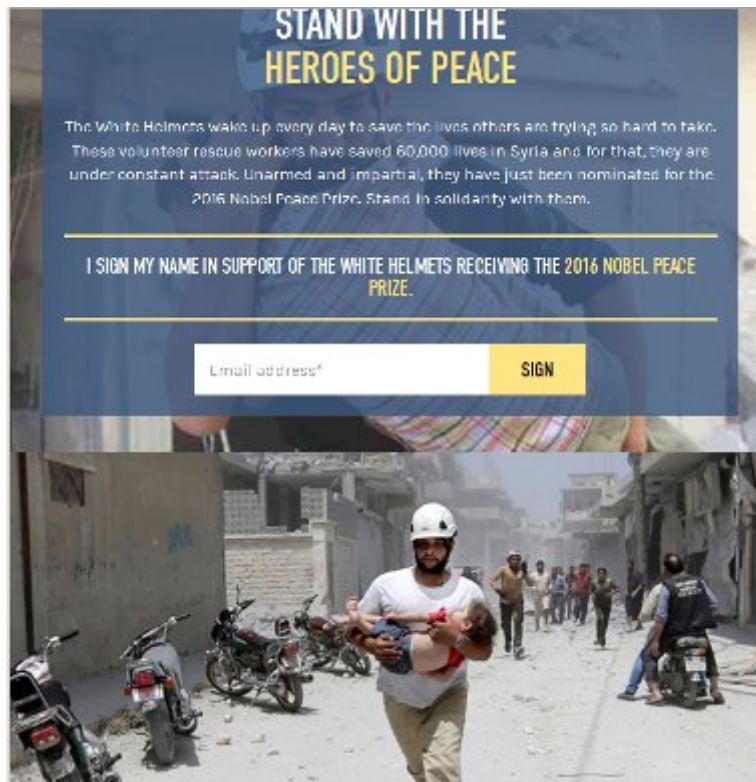 STAND WITH THE
HEROES OF PEACE
The White Helmets wake up every day to save the lives others are trying so hard to take.
These volunteer rescue workers have saved 60,000 lives in Syria and for that, they are
under constant attack. Unarmed and impartial, they have just been nominated for the
2016 Nobel Peace Prize. Stand in solidarity with them.
I SIGN MY NAME IN SUPPORT OF THE WHITE HELMETS RECEIVING THE 2016 NOBEL PEACE
PRIZE.
Email address*
SIGN